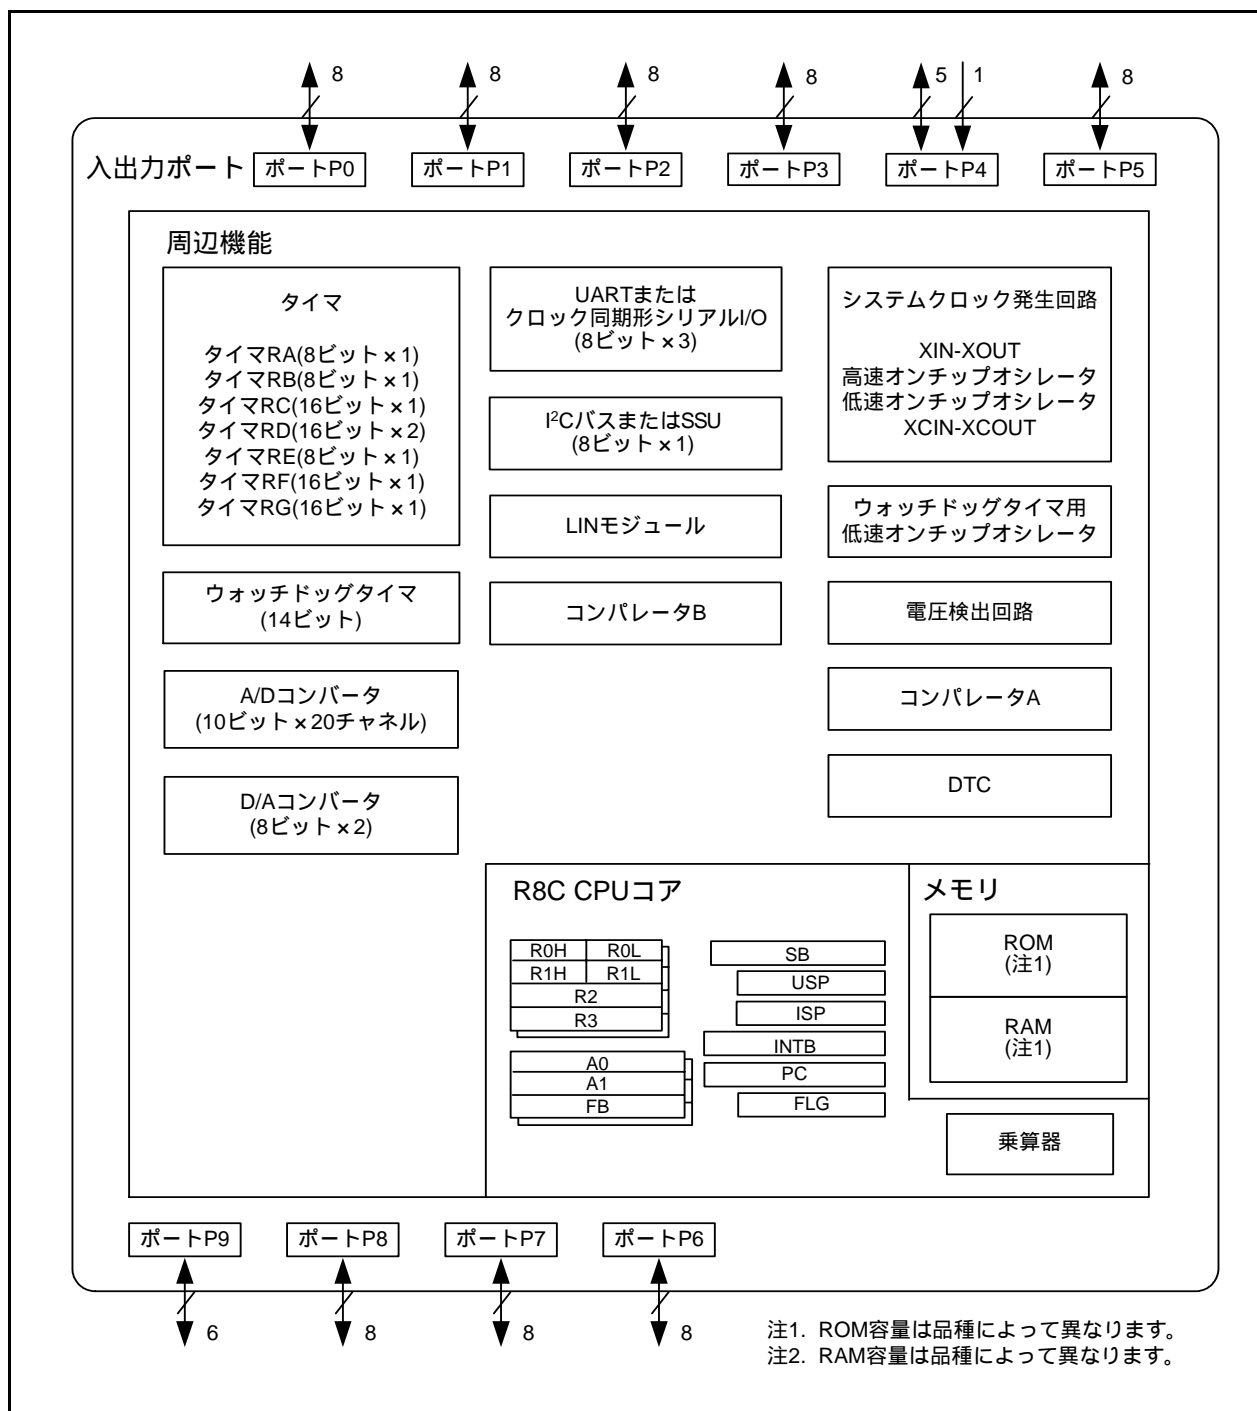 8
8
8
8
5
1
8
入出力ポート
ポートP0
ポートP1
ポートP2
ポートP3
ポートP4
ポートP5
周辺機能
タイマ
タイマRA(8ビット×1)
タイマRB(8ビット×1)
タイマRC(16ビット×1)
タイマRD(16ビット×2)
タイマRE(8ビット×1)
タイマRF(16ビット×1)
タイマRG(16ビット×1)
ウォッチドッグタイマ
(14ビット)
A/Dコンバータ
(10ビット×20チャネル)
D/Aコンバータ
(8ビット×2)
UARTまたは
クロック同期形シリアルI/O
(8ビット×3)
I²CバスまたはSSU
(8ビット×1)
LINモジュール
コンパレータB
システムクロック発生回路
XIN-XOUT
高速オンチップオシレータ
低速オンチップオシレータ
XCIN-XCOUT
ウォッチドッグタイマ用
低速オンチップオシレータ
電圧検出回路
コンパレータA
DTC
R8C CPUコア
R0H
R0L
R1H
R1L
R2
R3
A0
A1
FB
SB
USP
ISP
INTB
PC
FLG
メモリ
ROM
(注1)
RAM
(注1)
乗算器
ポートP9
ポートP8
ポートP7
ポートP6
6
8
8
8
注1. ROM容量は品種によって異なります。
注2. RAM容量は品種によって異なります。